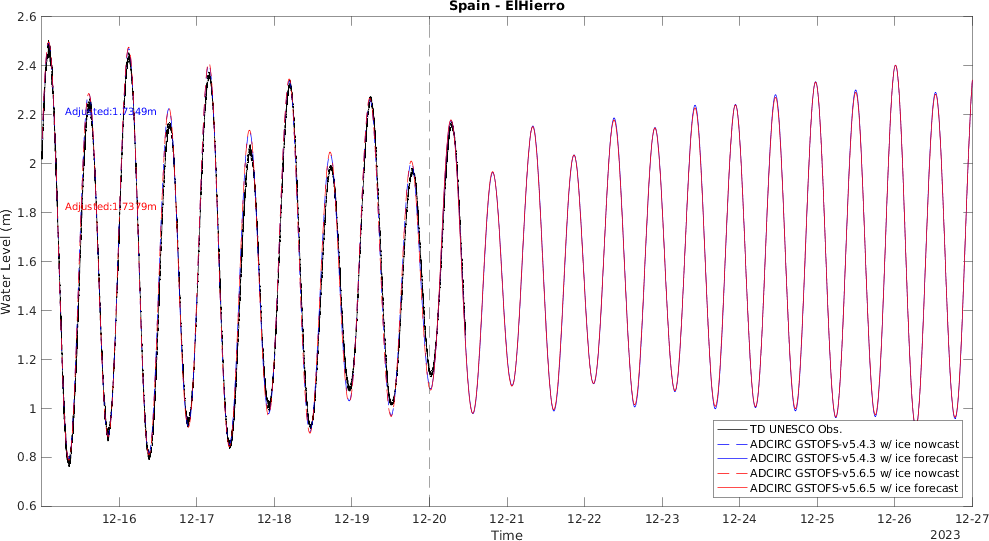 Spain - ElHierro
2.6
2.4
2.2
2
1.8
1.6
1.4
1.2
1
0.8
0.6
Water Level (m)
Adjusted:1.7349m
Adjusted:1.7379m
TD UNESCO Obs.
ADCIRC GSTOFS-v5.4.3 w/ ice nowcast
ADCIRC GSTOFS-v5.4.3 w/ ice forecast
ADCIRC GSTOFS-v5.6.5 w/ ice nowcast
ADCIRC GSTOFS-v5.6.5 w/ ice forecast
12-16 12-17 12-18 12-19 12-20 12-21 12-22 12-23 12-24 12-25 12-26 12-27
Time
2023